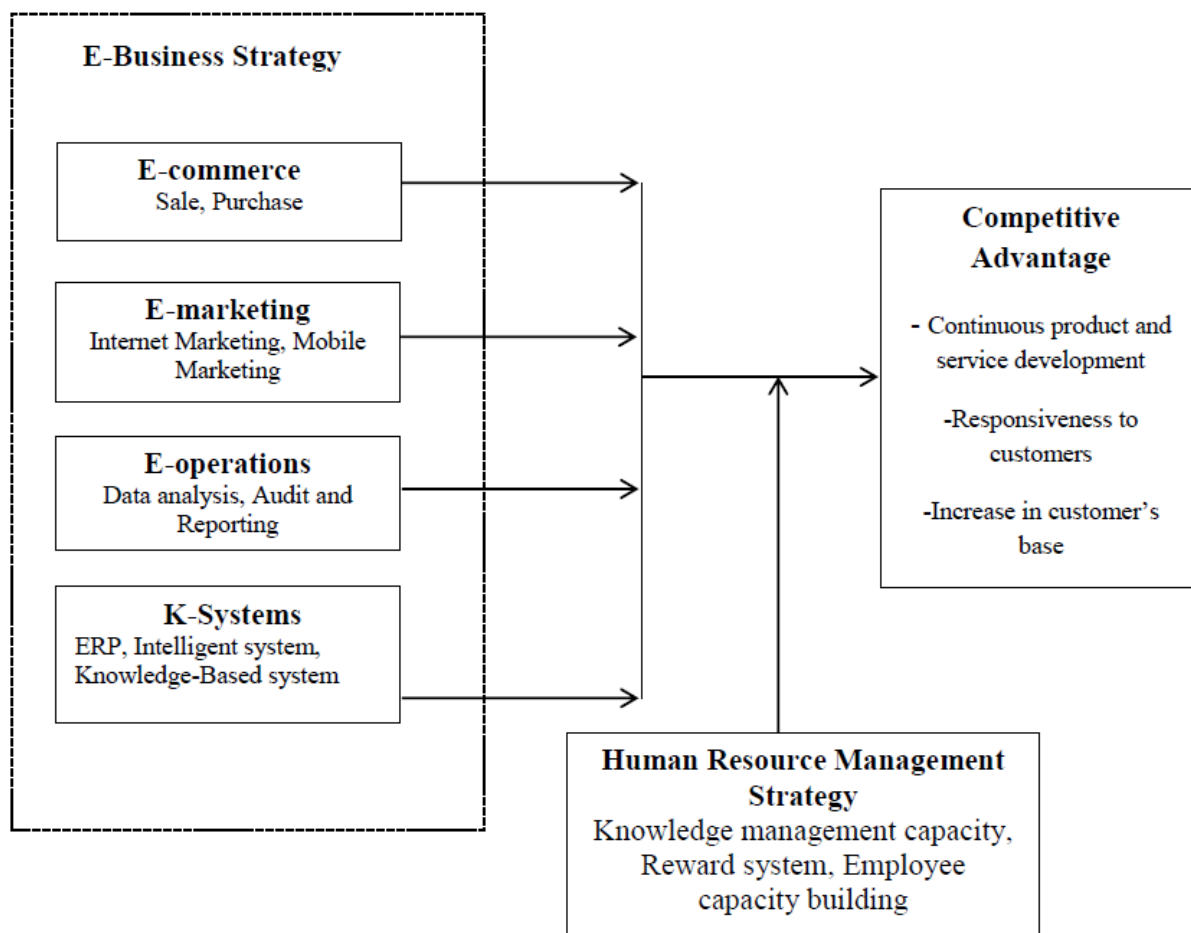 E-Business Strategy
E-commerce
Sale, Purchase
E-marketing
Internet Marketing, Mobile
Marketing
E-operations
Data analysis, Audit and
Reporting
K-Systems
ERP, Intelligent system,
Knowledge-Based system
Human Resource Management
Strategy
Knowledge management capacity,
Reward system, Employee
capacity building
Competitive
Advantage
- Continuous product and
service development
-Responsiveness to
customers
-Increase in customer’s
base